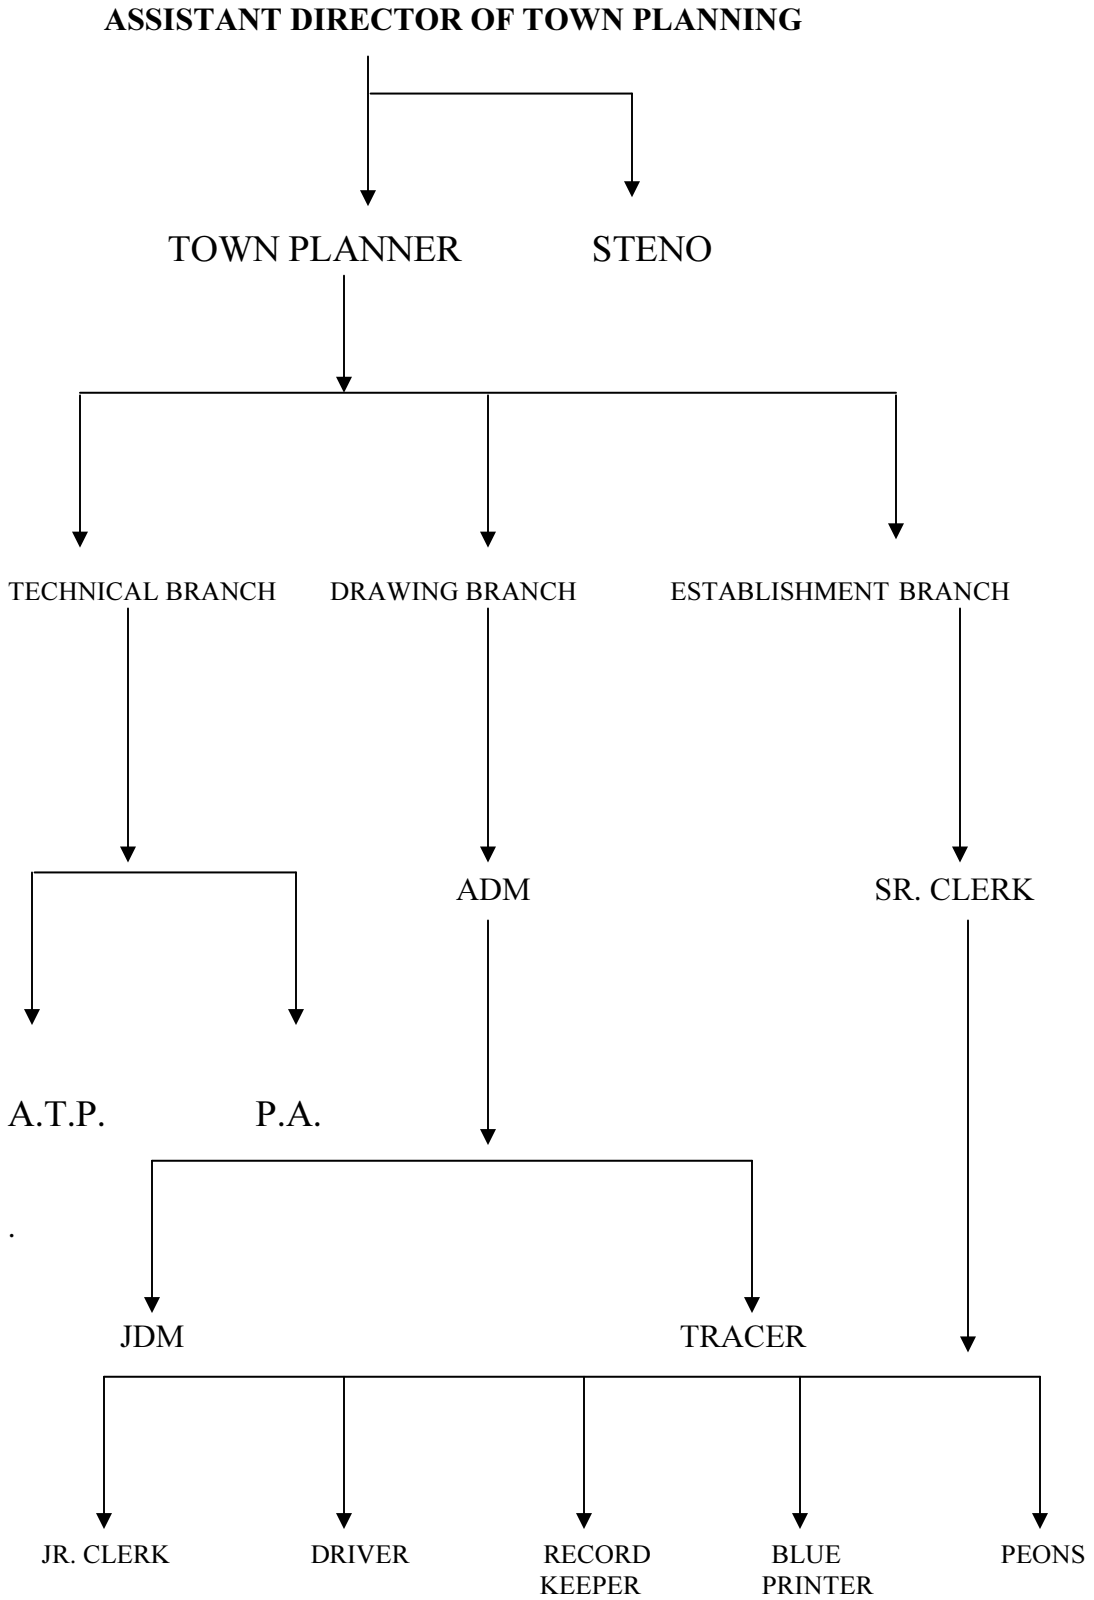 ASSISTANT DIRECTOR OF TOWN PLANNING
TOWN PLANNER STENO
TECHNICAL BRANCH DRAWING BRANCH ESTABLISHMENT BRANCH
ADM SR. CLERK
A.T.P. P.A.
.
JDM TRACER
JR. CLERK DRIVER RECORD BLUE PEONS
KEEPER PRINTER